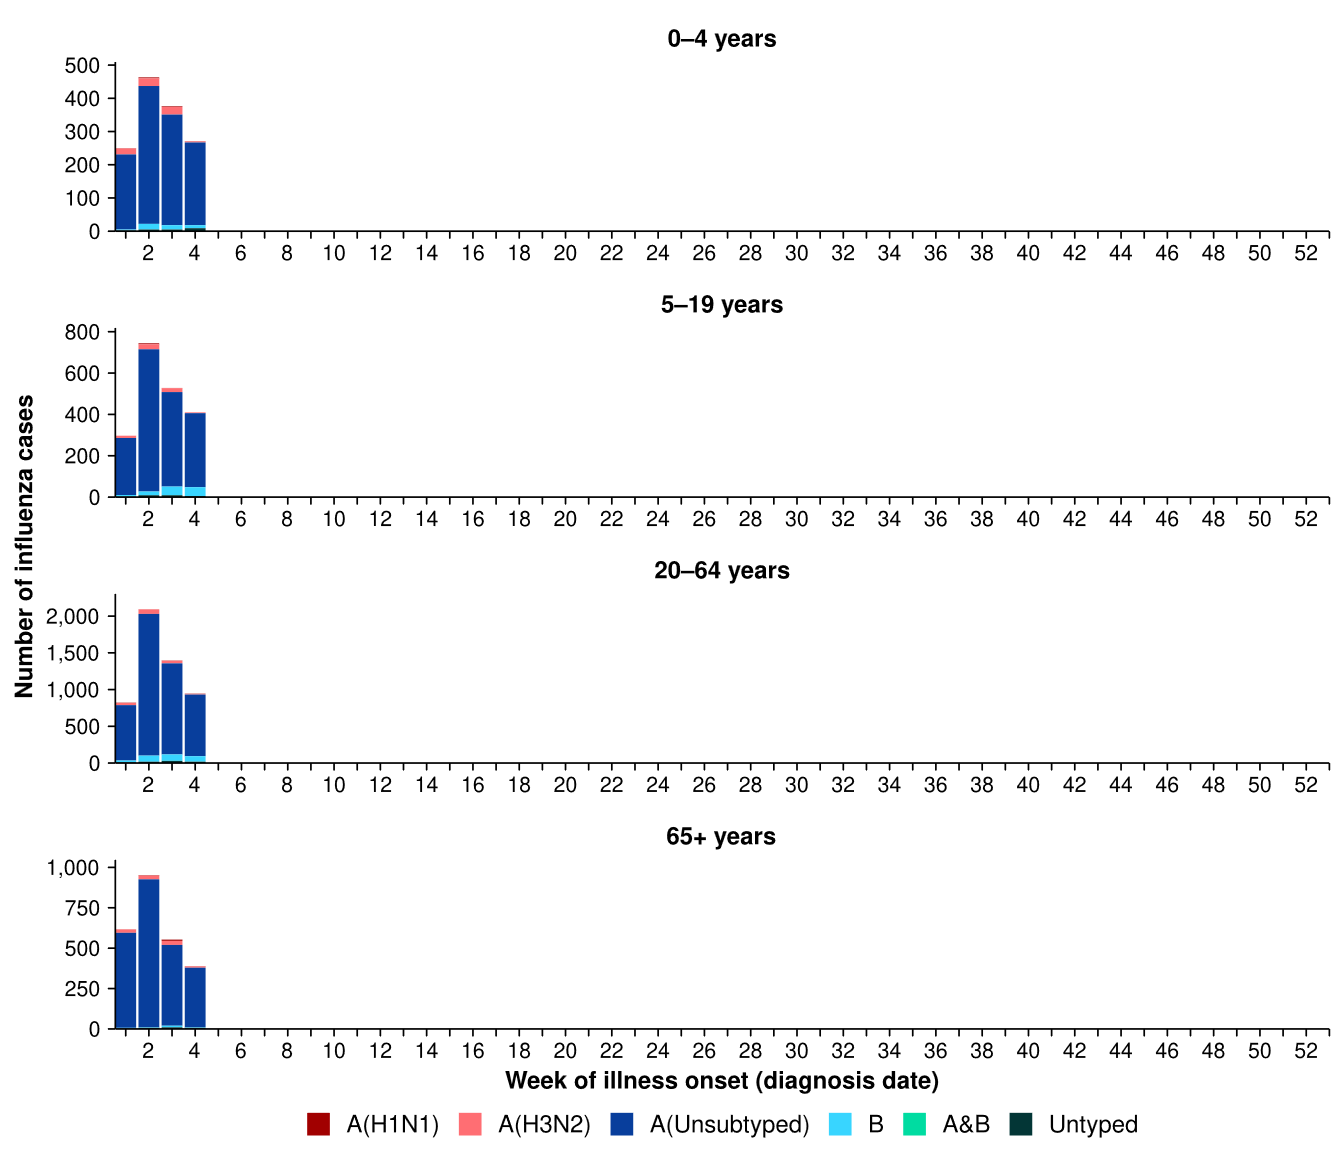 0–4 years
500
400
300
200
100
0
2 4 6 8 10 12 14 16 18 20 22 24 26 28 30 32 34 36 38 40 42 44 46 48 50 52
5–19 years
800
600
400
200
0
2 4 6 8 10 12 14 16 18 20 22 24 26 28 30 32 34 36 38 40 42 44 46 48 50 52
Number of influenza cases
20–64 years
2,000
1,500
1,000
500
0
2 4 6 8 10 12 14 16 18 20 22 24 26 28 30 32 34 36 38 40 42 44 46 48 50 52
65+ years
1,000
750
500
250
0
2 4 6 8 10 12 14 16 18 20 22 24 26 28 30 32 34 36 38 40 42 44 46 48 50 52
Week of illness onset (diagnosis date)
A(H1N1) A(H3N2) A(Unsubtyped) B A&B Untyped